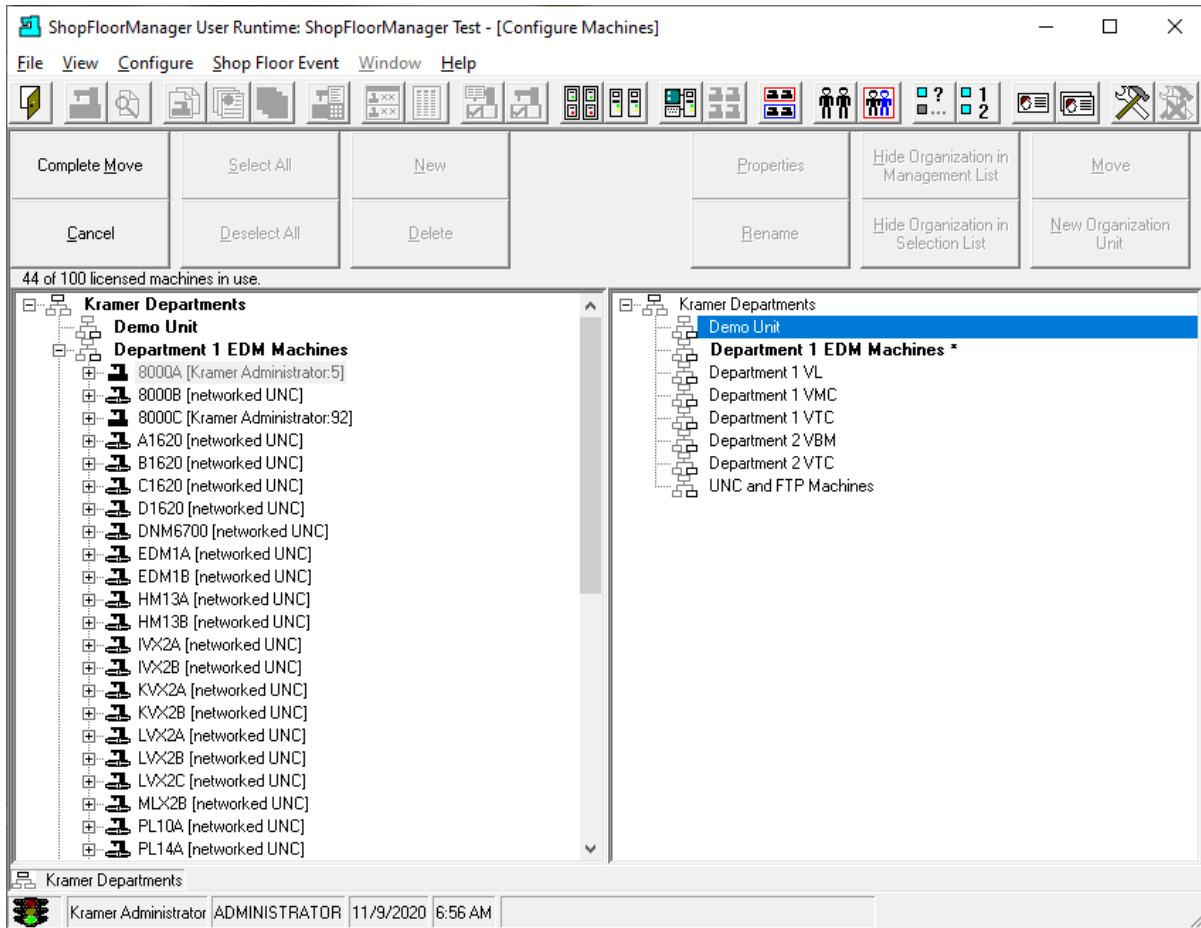 ShopFloorManager User Runtime: ShopFloorManager Test - [Configure Machines]
File View Configure Shop Floor Event Window Help
Complete Move
Select All
New
Properties
Hide Organization in
Management List
Move
Cancel
Deselect All
Delete
Rename
Hide Organization in
Selection List
New Organization
Unit
44 of 100 licensed machines in use.
Kramer Departments
Demo Unit
Department 1 EDM Machines
8000A [Kramer Administrator:5]
8000B [networked UNC]
8000C [Kramer Administrator:92]
A1620 [networked UNC]
B1620 [networked UNC]
C1620 [networked UNC]
D1620 [networked UNC]
DNM6700 [networked UNC]
EDM1A [networked UNC]
EDM1B [networked UNC]
HM13A [networked UNC]
HM13B [networked UNC]
IVX2A [networked UNC]
IVX2B [networked UNC]
KVX2A [networked UNC]
KVX2B [networked UNC]
LVX2A [networked UNC]
LVX2B [networked UNC]
LVX2C [networked UNC]
MLX2B [networked UNC]
PL10A [networked UNC]
PL14A [networked UNC]
Kramer Departments
Demo Unit
Department 1 EDM Machines *
Department 1 VL
Department 1 VMC
Department 1 VTC
Department 2 VBM
Department 2 VTC
UNC and FTP Machines
Kramer Departments
Kramer Administrator ADMINISTRATOR 11/9/2020 6:56 AM